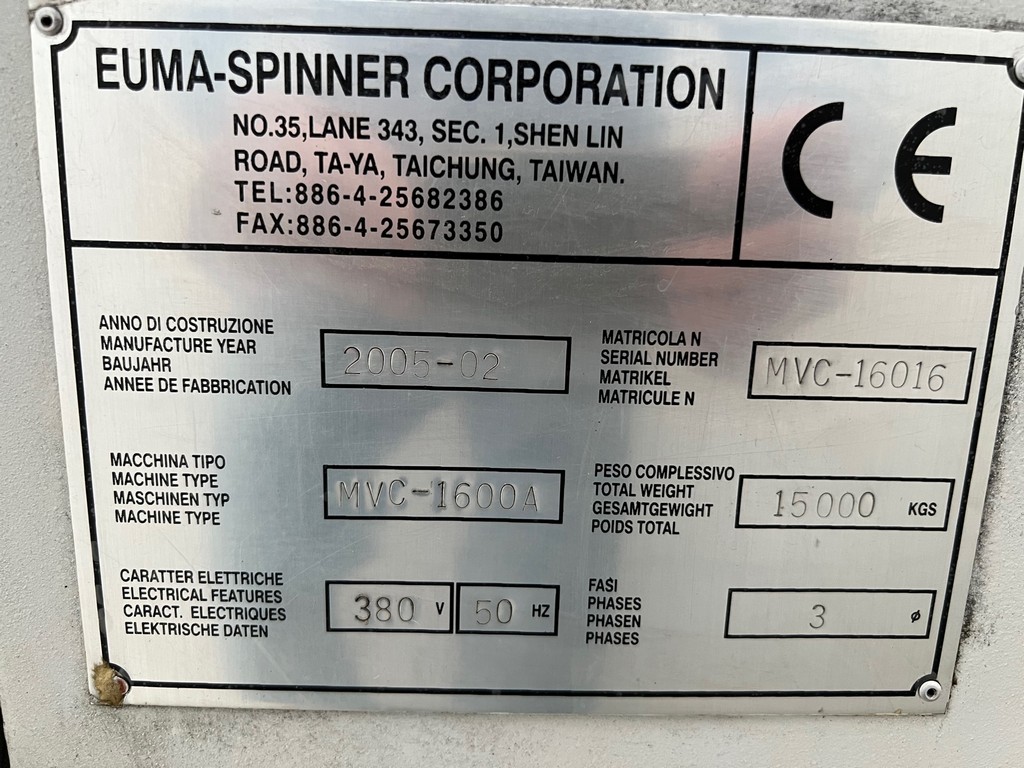 EUMA-SPINNER CORPORATION
NO.35,LANE 343, SEC. 1,SHEN LIN
ROAD, TA-YA, TAICHUNG, TAIWAN.
TEL:886-4-25682386
FAX:886-4-25673350
CE
ANNO DI COSTRUZIONE
MANUFACTURE YEAR
BAUJAHR
ANNEE DE FABBRICATION
2005-02
MATRICOLA N
SERIAL NUMBER
MATRIKEL
MATRICULE N
MVC-16016
MACCHINA TIPO
MACHINE TYPE
MASCHINEN TYP
MACHINE TYPE
MVC-1600A
PESO COMPLESSIVO
TOTAL WEIGHT
GESAMTGEWIGHT
POIDS TOTAL
15000 KGS
CARATTER ELETTRICHE
ELECTRICAL FEATURES
CARACT. ELECTRIQUES
ELEKTRISCHE DATEN
380 V 50 HZ
FASI
PHASES
PHASEN
PHASES
3 ø